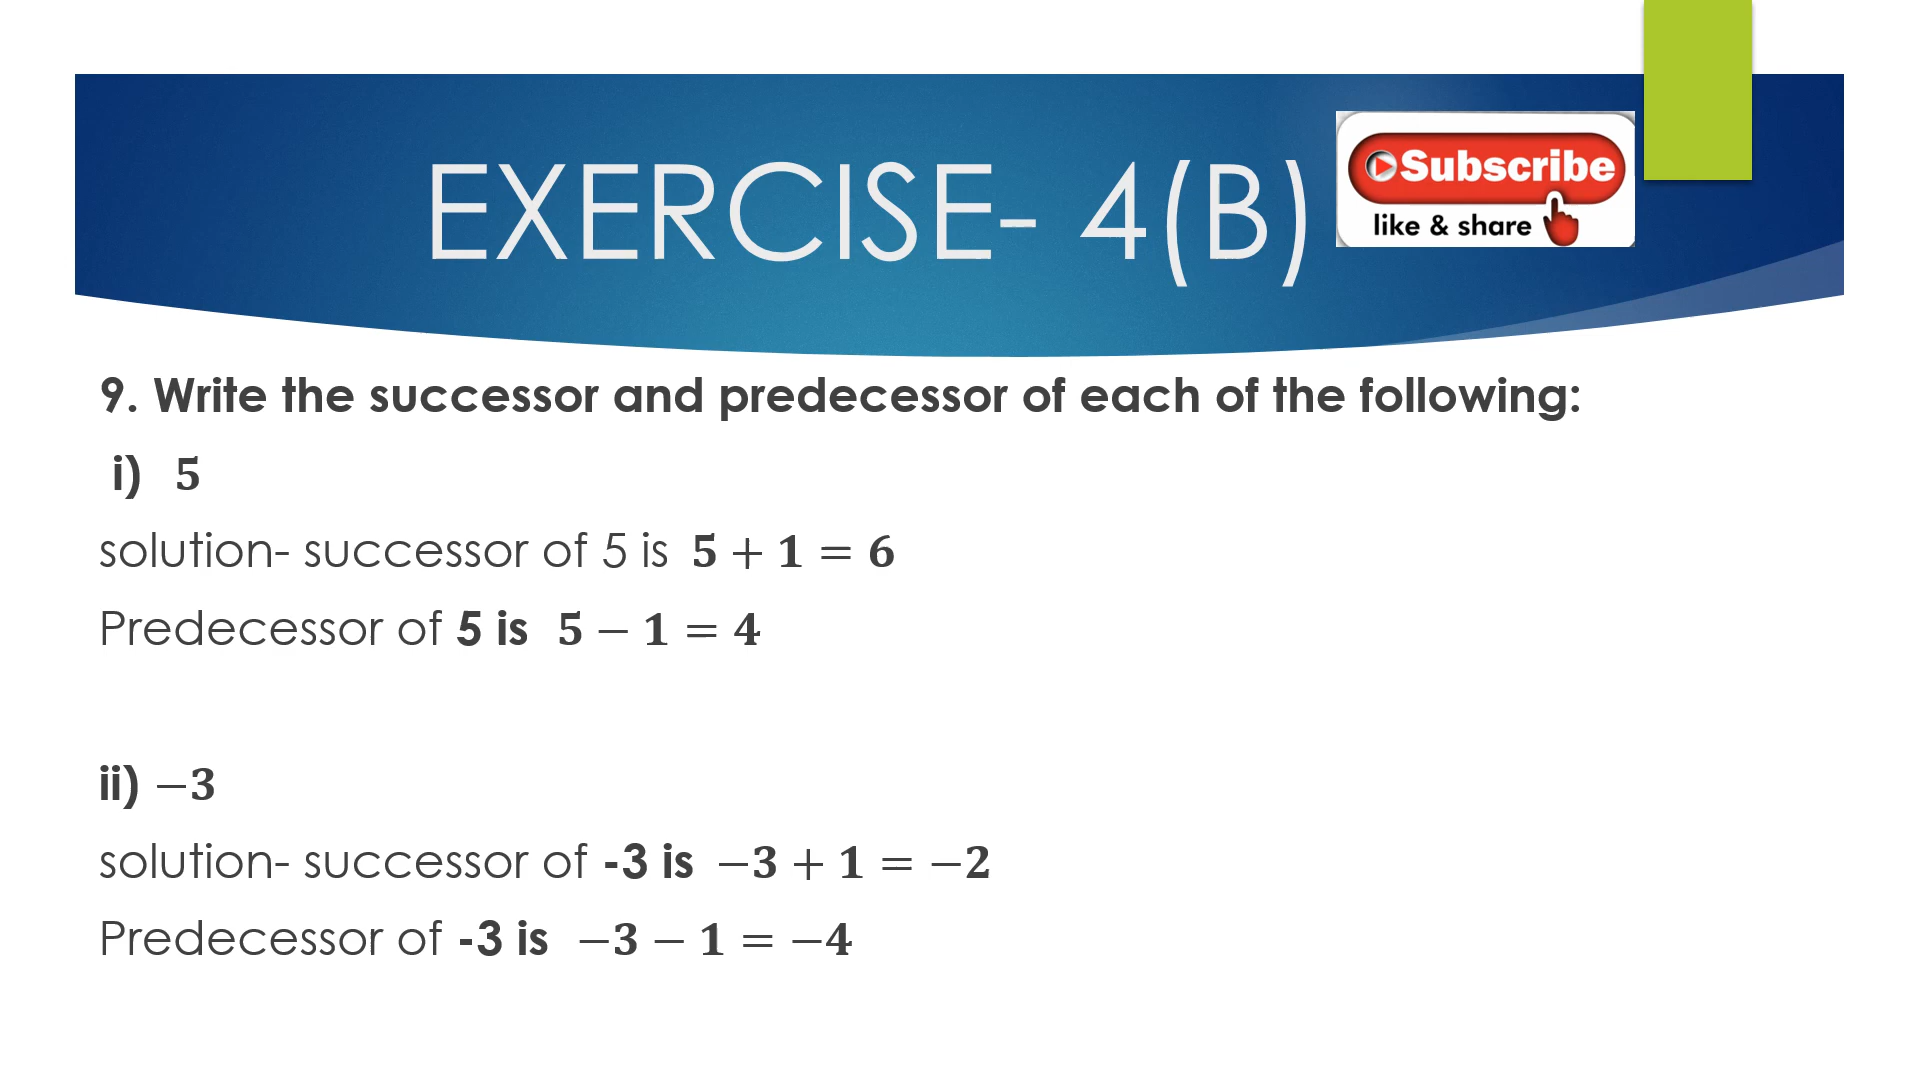 EXERCISE- 4(B)
Subscribe
like & share
9. Write the successor and predecessor of each of the following:
i) 5
solution- successor of 5 is 5 + 1 = 6
Predecessor of 5 is 5 − 1 = 4
ii) −3
solution- successor of -3 is −3 + 1 = −2
Predecessor of -3 is −3 − 1 = −4